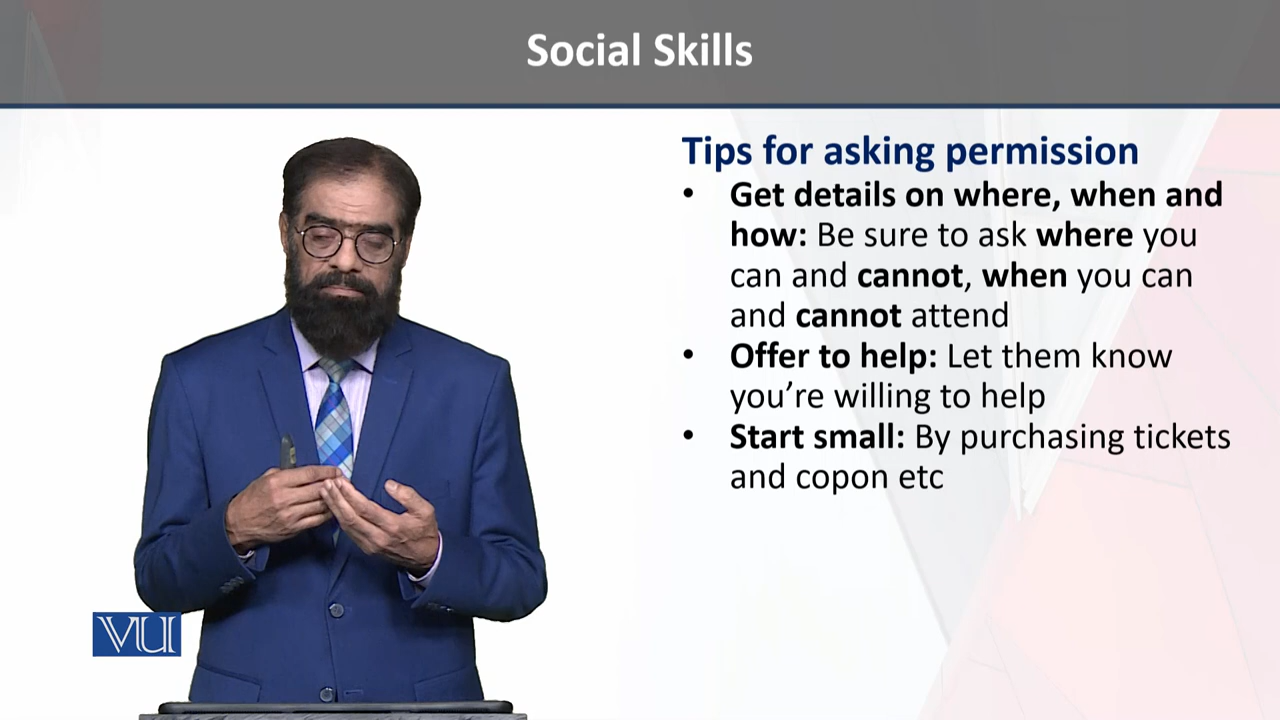 Social Skills
Tips for asking permission
• Get details on where, when and
how: Be sure to ask where you
can and cannot, when you can
and cannot attend
• Offer to help: Let them know
you’re willing to help
• Start small: By purchasing tickets
and copon etc
VU